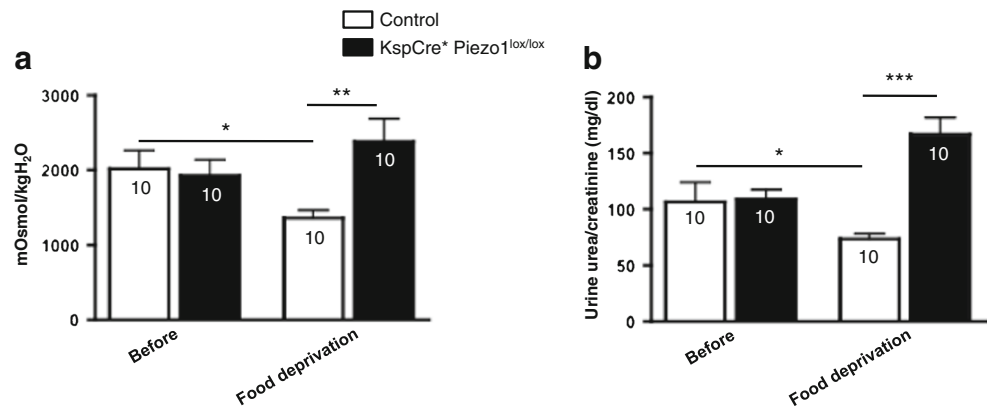 Control
KspCre* Piezo1lox/lox
a
mOsmol/kgH2O
3000
2000
1000
0
*
**
10
10
10
10
Before
Food deprivation
b
Urine urea/creatinine (mg/dl)
200
150
100
50
0
*
***
10
10
10
10
Before
Food deprivation